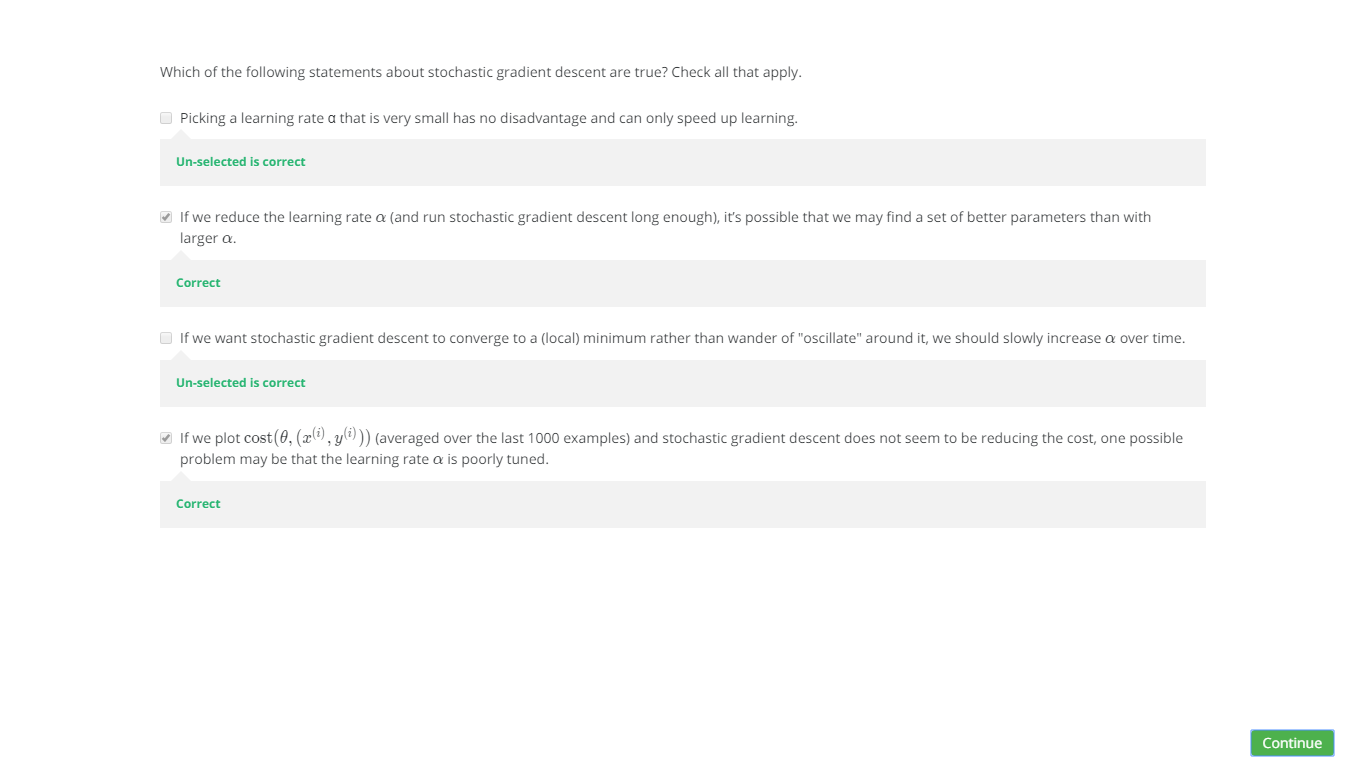 Which of the following statements about stochastic gradient descent are true? Check all that apply.
Picking a learning rate α that is very small has no disadvantage and can only speed up learning.
Un-selected is correct
If we reduce the learning rate α (and run stochastic gradient descent long enough), it’s possible that we may find a set of better parameters than with
larger α.
Correct
If we want stochastic gradient descent to converge to a (local) minimum rather than wander of "oscillate" around it, we should slowly increase α over time.
Un-selected is correct
If we plot cost(θ, (x^(i), y^(i))) (averaged over the last 1000 examples) and stochastic gradient descent does not seem to be reducing the cost, one possible
problem may be that the learning rate α is poorly tuned.
Correct
Continue